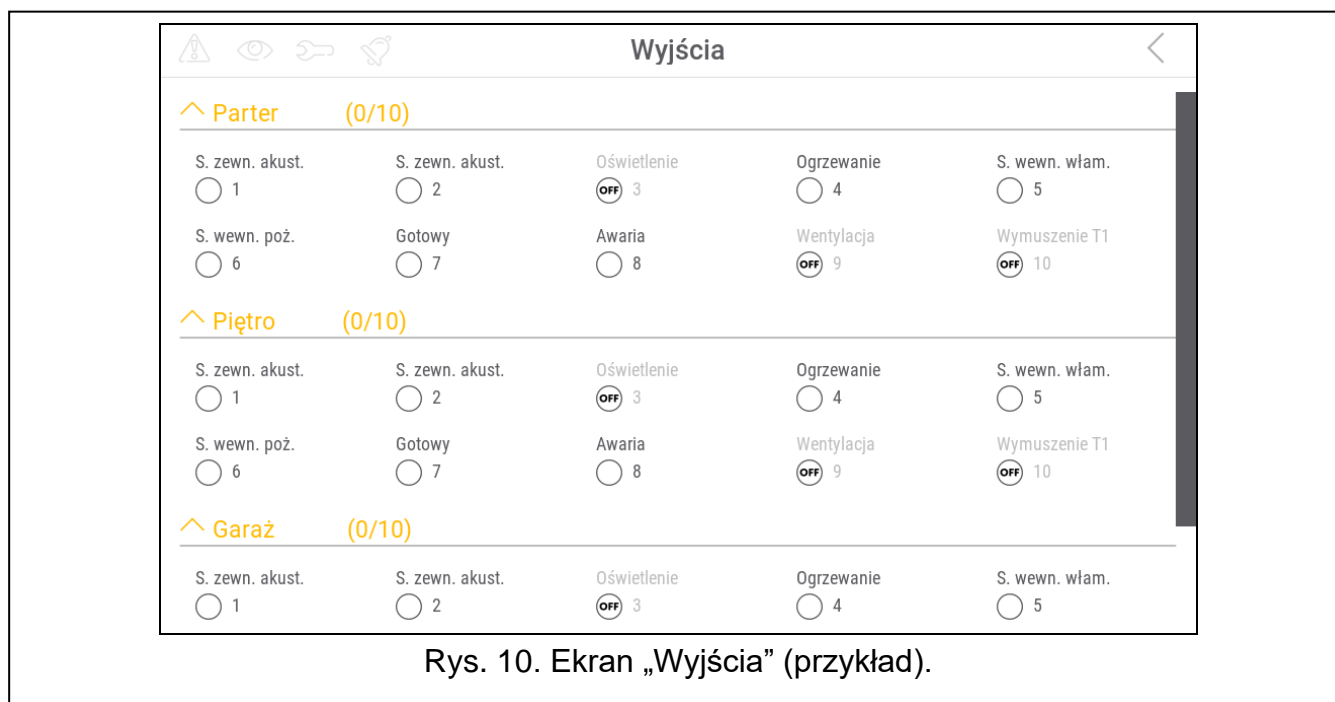 Wyjścia
Parter (0/10)
S. zewn. akust. S. zewn. akust. Oświetlenie Ogrzewanie S. wewn. włam.
1 2 OFF 3 4 5
S. wewn. poż. Gotowy Awaria Wentylacja Wymuszenie T1
6 7 8 OFF 9 OFF 10
Piętro (0/10)
S. zewn. akust. S. zewn. akust. Oświetlenie Ogrzewanie S. wewn. włam.
1 2 OFF 3 4 5
S. wewn. poż. Gotowy Awaria Wentylacja Wymuszenie T1
6 7 8 OFF 9 OFF 10
Garaż (0/10)
S. zewn. akust. S. zewn. akust. Oświetlenie Ogrzewanie S. wewn. włam.
1 2 OFF 3 4 5
Rys. 10. Ekran „Wyjścia” (przykład).